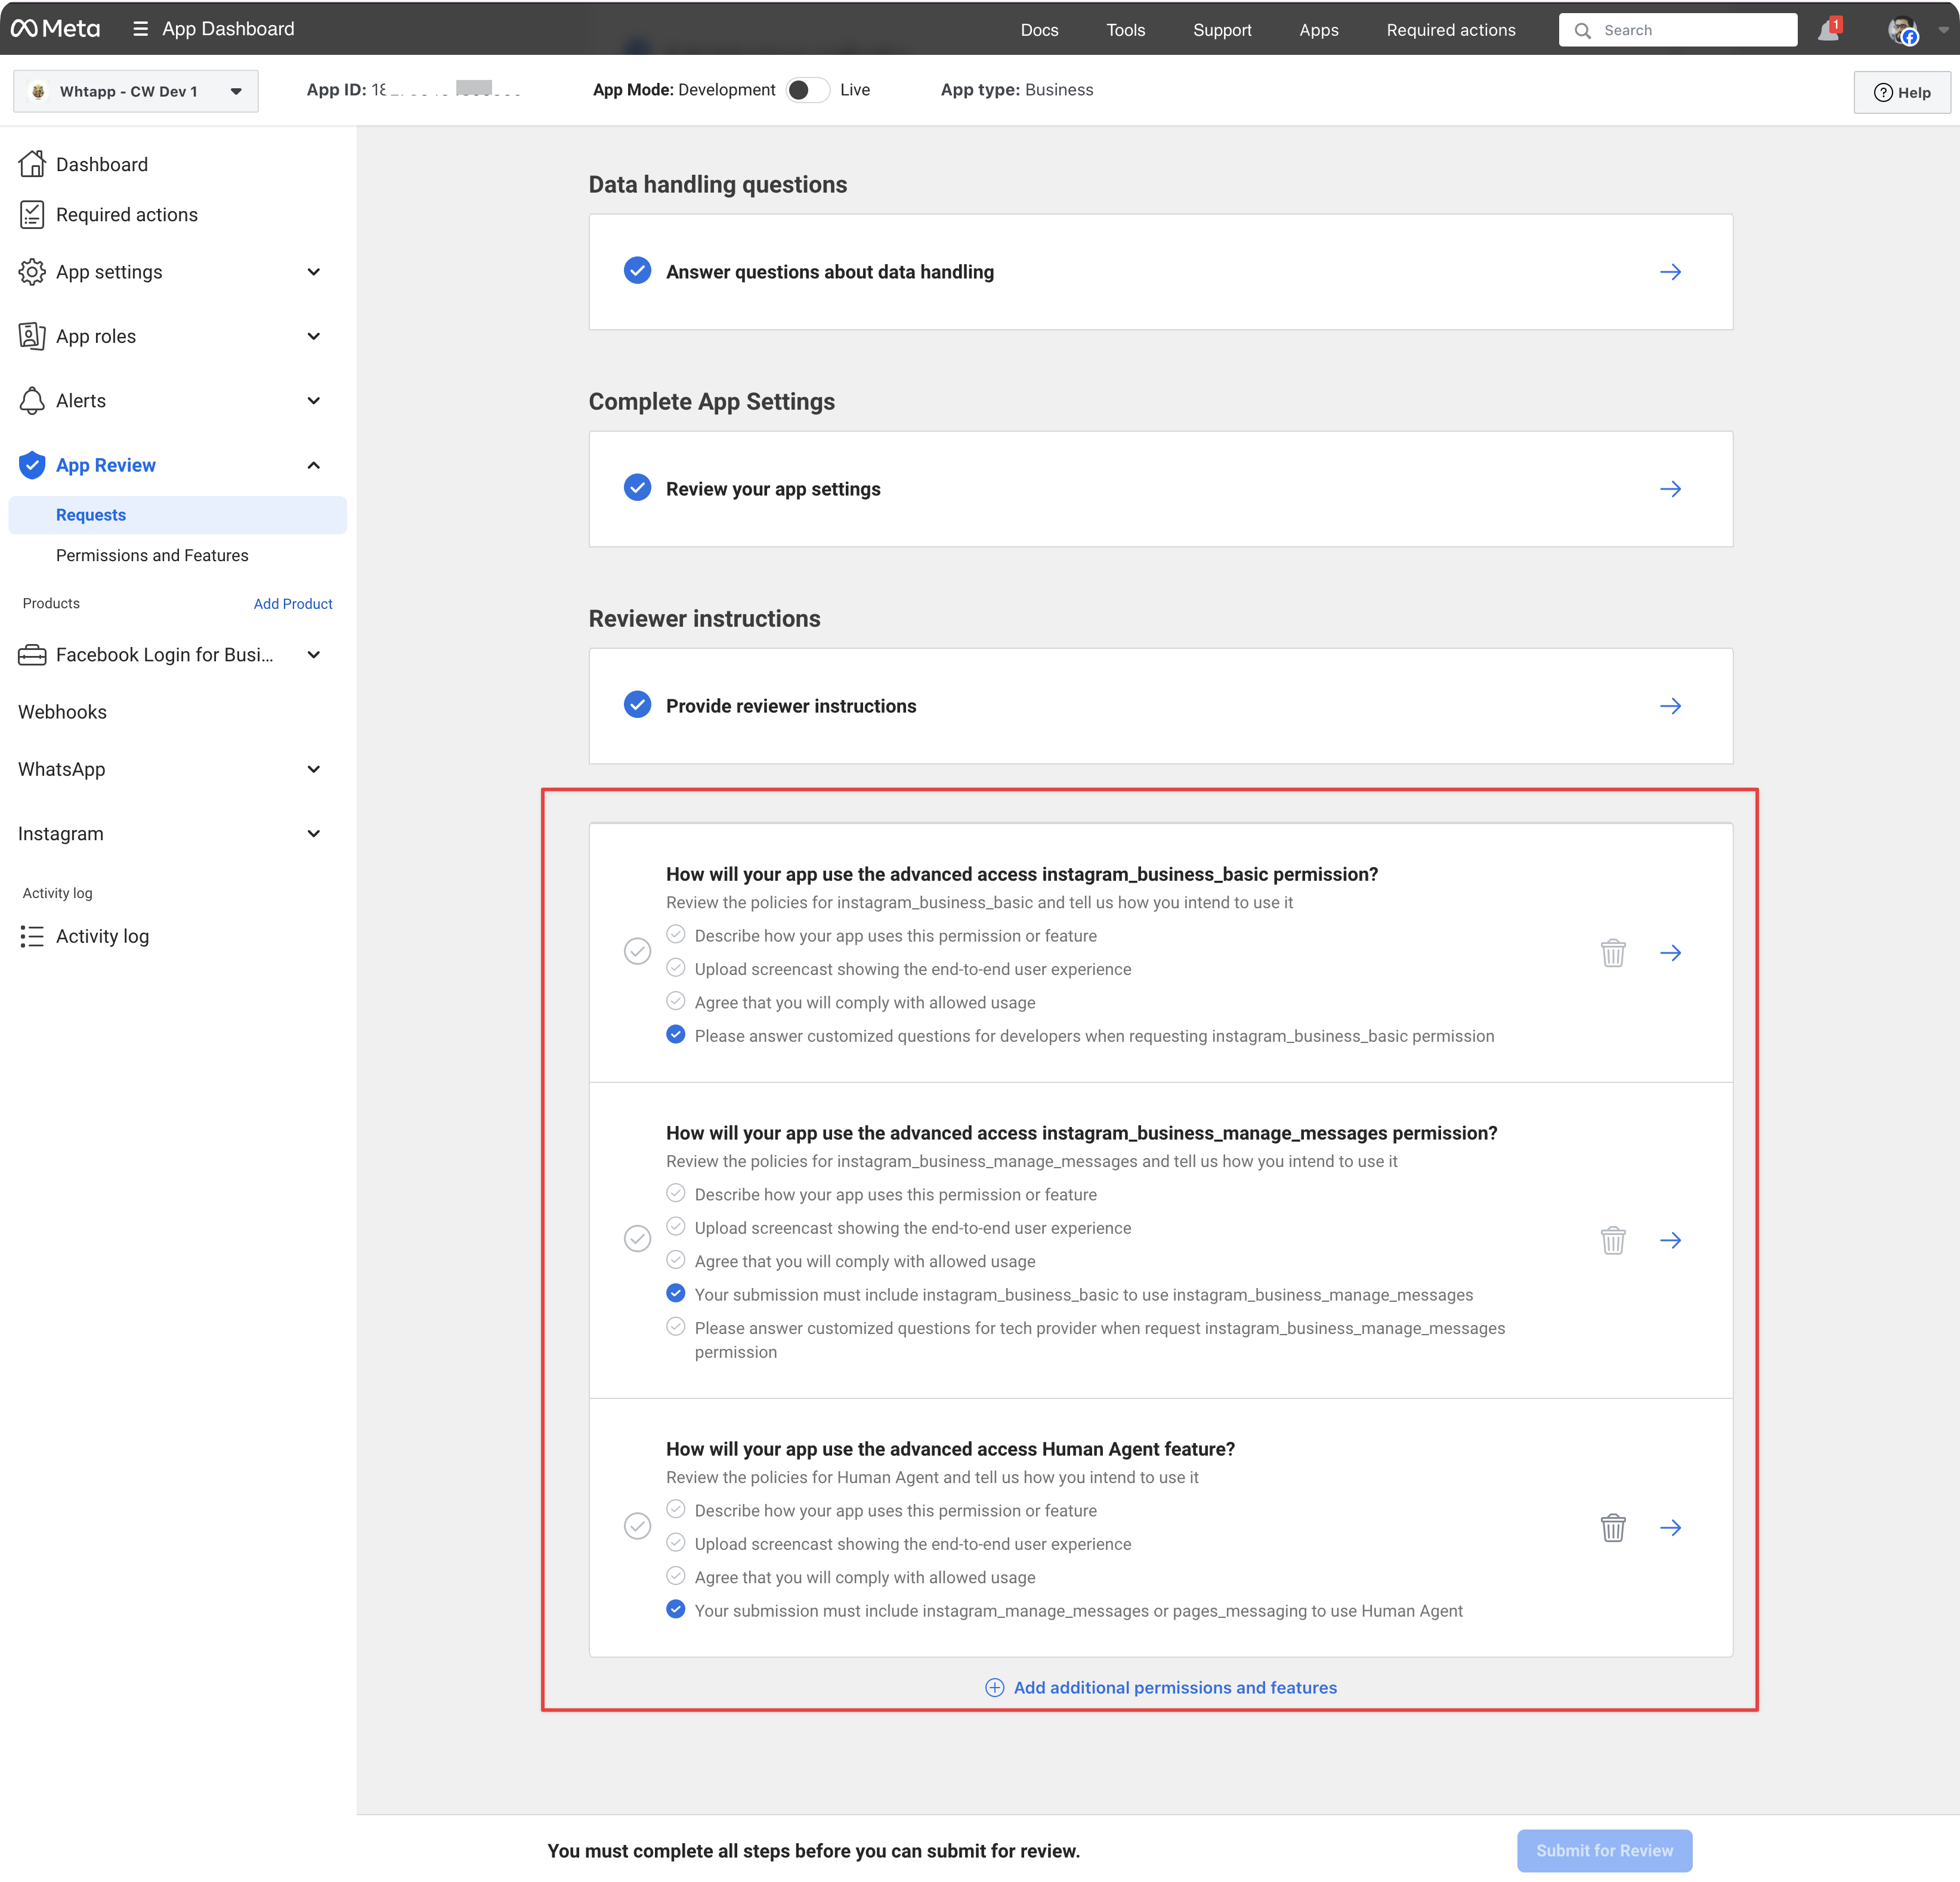 Meta
App Dashboard
Docs
Tools
Support
Apps
Required actions
Search
1
Whtapp - CW Dev 1
App ID:
App Mode: Development
Live
App type: Business
Help
Dashboard
Required actions
App settings
App roles
Alerts
App Review
Requests
Permissions and Features
Products
Add Product
Facebook Login for Busi...
Webhooks
WhatsApp
Instagram
Activity log
Activity log
Data handling questions
Answer questions about data handling
Complete App Settings
Review your app settings
Reviewer instructions
Provide reviewer instructions
How will your app use the advanced access instagram_business_basic permission?
Review the policies for instagram_business_basic and tell us how you intend to use it
Describe how your app uses this permission or feature
Upload screencast showing the end-to-end user experience
Agree that you will comply with allowed usage
Please answer customized questions for developers when requesting instagram_business_basic permission
How will your app use the advanced access instagram_business_manage_messages permission?
Review the policies for instagram_business_manage_messages and tell us how you intend to use it
Describe how your app uses this permission or feature
Upload screencast showing the end-to-end user experience
Agree that you will comply with allowed usage
Your submission must include instagram_business_basic to use instagram_business_manage_messages
Please answer customized questions for tech provider when request instagram_business_manage_messages
permission
How will your app use the advanced access Human Agent feature?
Review the policies for Human Agent and tell us how you intend to use it
Describe how your app uses this permission or feature
Upload screencast showing the end-to-end user experience
Agree that you will comply with allowed usage
Your submission must include instagram_manage_messages or pages_messaging to use Human Agent
Add additional permissions and features
You must complete all steps before you can submit for review.
Submit for Review